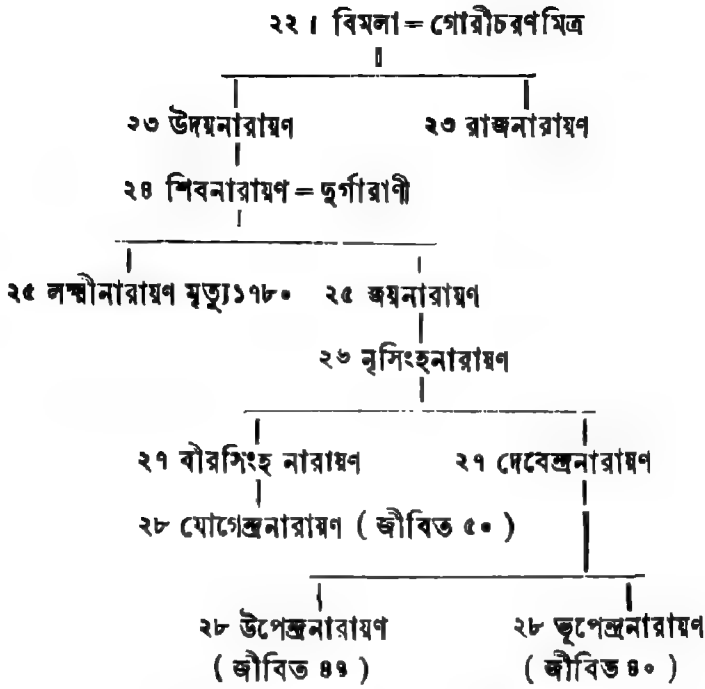 ২২ । বিমলা = গৌরীচরণ মিত্র
২৩ উদয়নারায়ণ ২৩ রাজনারায়ণ
২৪ শিবনারায়ণ = দুর্গারাণী
২৫ লক্ষ্মীনারায়ণ মৃত্যু ১৭৮০ ২৫ জয়নারায়ণ
২৬ নৃসিংহনারায়ণ
২৭ বীরসিংহ নারায়ণ ২৭ দেবেন্দ্রনারায়ণ
২৮ যোগেন্দ্রনারায়ণ ( জীবিত ৫০ )
২৮ উপেন্দ্রনারায়ণ ২৮ ভূপেন্দ্রনারায়ণ
( জীবিত ৪৭ ) ( জীবিত ৪০ )